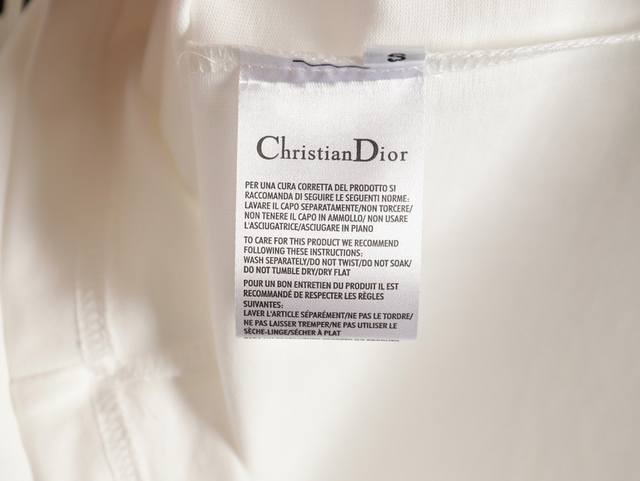 S
Christian Dior
PER UNA CURA CORRETTA DEL PRODOTTO SI
RACCOMANDA DI SEGUIRE LE SEGUENTI NORME:
LAVARE IL CAPO SEPARATAMENTE/NON TORCERE/
NON TENERE IL CAPO IN AMMOLLO/ NON USARE
L'ASCIUGATRICE/ASCIUGARE IN PIANO
TO CARE FOR THIS PRODUCT WE RECOMMEND
FOLLOWING THESE INSTRUCTIONS:
WASH SEPARATELY/DO NOT TWIST/DO NOT SOAK/
DO NOT TUMBLE DRY/DRY FLAT
POUR UN BON ENTRETIEN DU PRODUIT IL EST
RECOMMANDÉ DE RESPECTER LES RÈGLES
SUIVANTES:
LAVER L'ARTICLE SÉPARÉMENT/NE PAS LE TORDRE/
NE PAS LAISSER TREMPER/NE PAS UTILISER LE
SÈCHE-LINGE/SÉCHER À PLAT